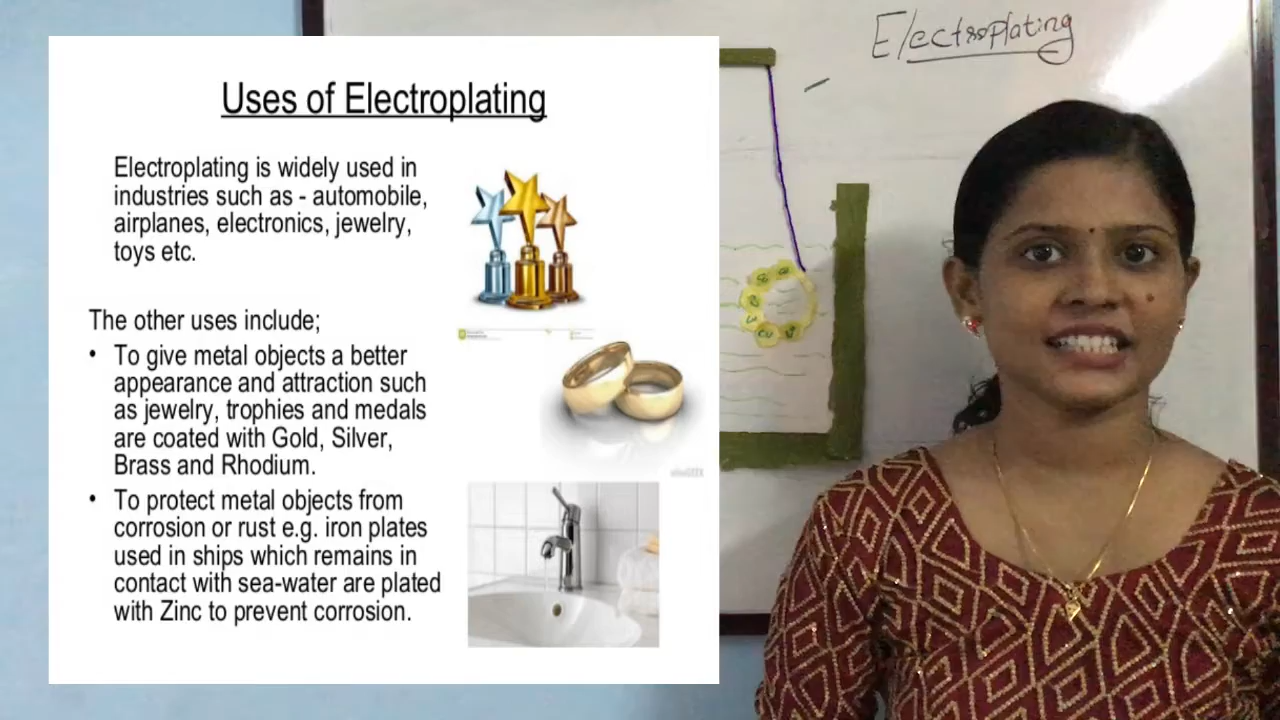 Uses of Electroplating
Electroplating is widely used in
industries such as - automobile,
airplanes, electronics, jewelry,
toys etc.
The other uses include;
• To give metal objects a better
appearance and attraction such
as jewelry, trophies and medals
are coated with Gold, Silver,
Brass and Rhodium.
• To protect metal objects from
corrosion or rust e.g. iron plates
used in ships which remains in
contact with sea-water are plated
with Zinc to prevent corrosion.
Electroplating